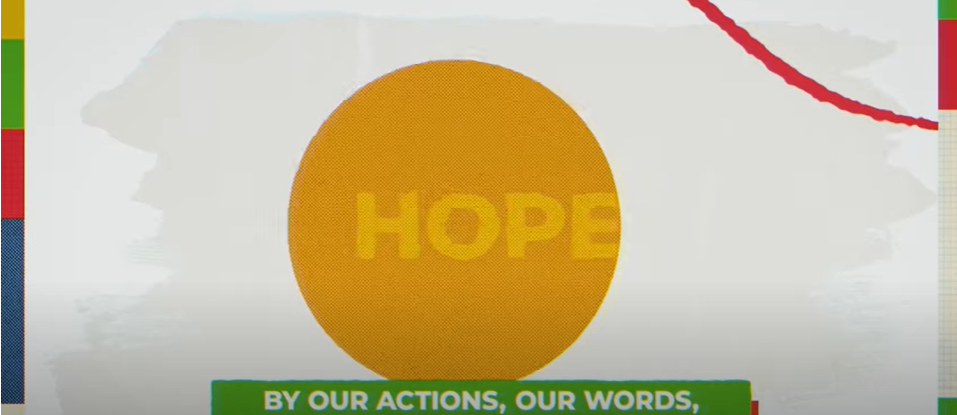 HOPE
BY OUR ACTIONS, OUR WORDS,